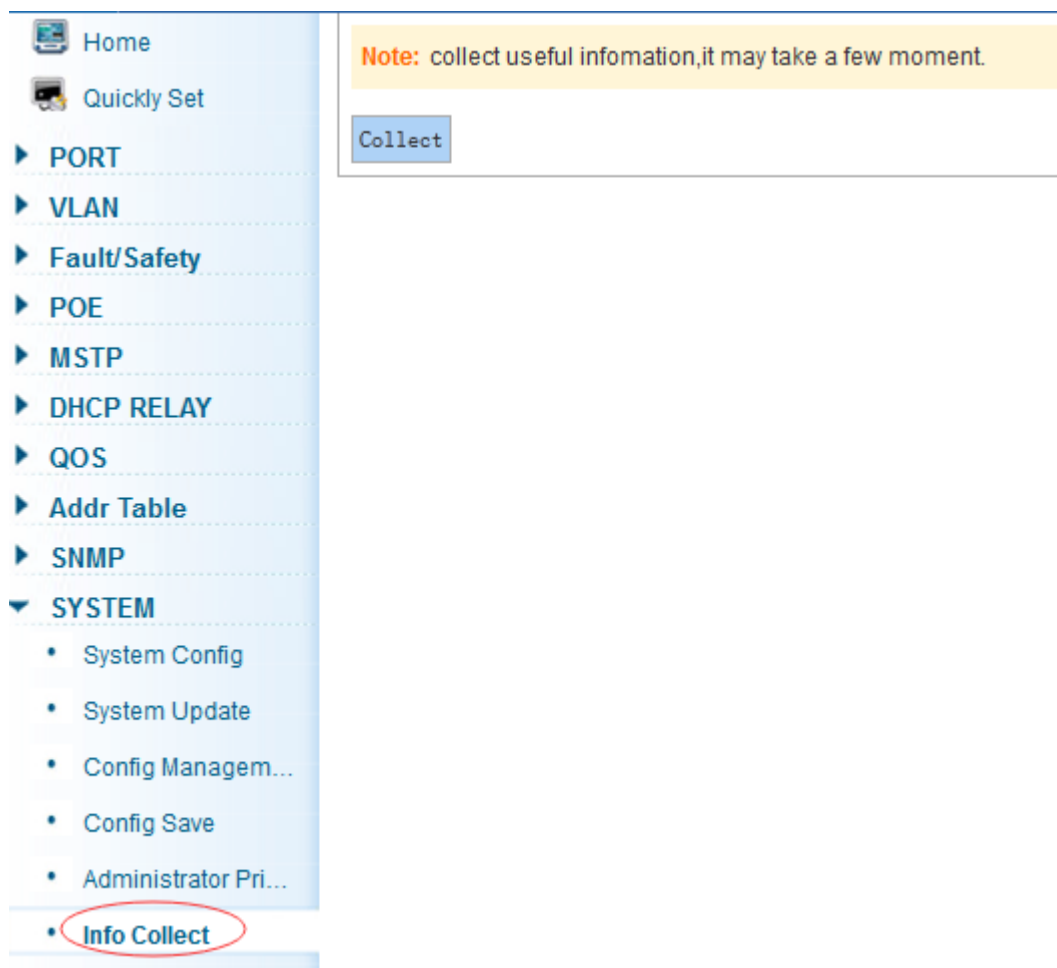 Home
Quickly Set
PORT
VLAN
Fault/Safety
POE
MSTP
DHCP RELAY
QOS
Addr Table
SNMP
SYSTEM
System Config
System Update
Config Managem...
Config Save
Administrator Pri...
Info Collect
Note: collect useful infomation,it may take a few moment.
Collect